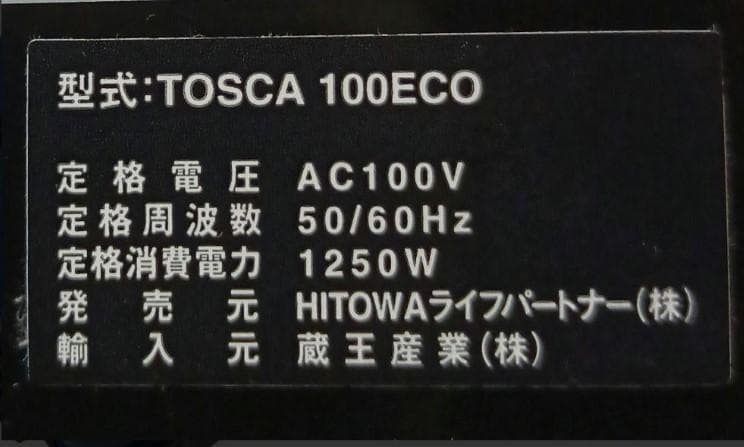 型式:TOSCA 100ECO
定格電圧 AC100V
定格周波数 50/60Hz
定格消費電力 1250W
発売元 HITOWAライフパートナー(株)
輸入元 蔵王産業(株)